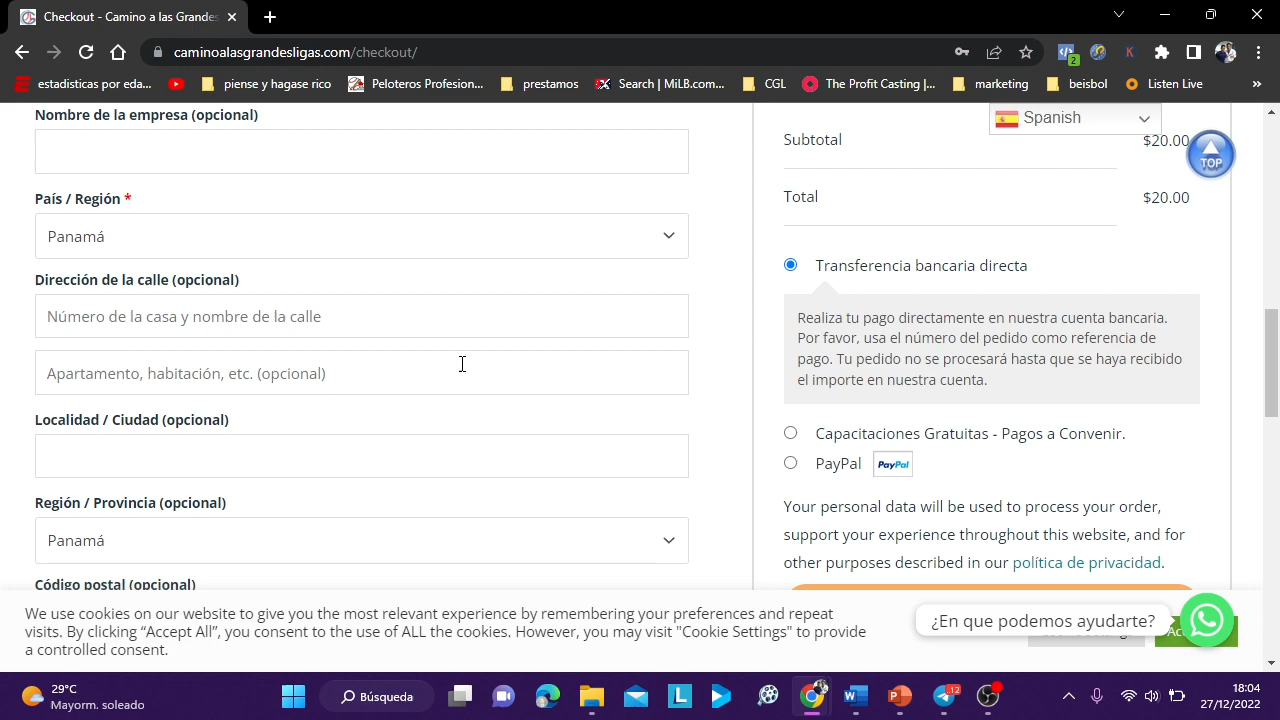 Checkout - Camino a las Grandes
caminoalasgrandesligas.com/checkout/
2
estadisticas por eda...
piense y hagase rico
Peloteros Profesion...
prestamos
Search | MiLB.com...
CGL
The Profit Casting |...
marketing
beisbol
Listen Live
»
Nombre de la empresa (opcional)
País / Región *
Panamá
Dirección de la calle (opcional)
Número de la casa y nombre de la calle
Apartamento, habitación, etc. (opcional)
Localidad / Ciudad (opcional)
Región / Provincia (opcional)
Panamá
Código postal (opcional)
Spanish
Subtotal
$20.00
TOP
Total
$20.00
Transferencia bancaria directa
Realiza tu pago directamente en nuestra cuenta bancaria.
Por favor, usa el número del pedido como referencia de
pago. Tu pedido no se procesará hasta que se haya recibido
el importe en nuestra cuenta.
Capacitaciones Gratuitas - Pagos a Convenir.
PayPal
PayPal
Your personal data will be used to process your order,
support your experience throughout this website, and for
other purposes described in our política de privacidad.
We use cookies on our website to give you the most relevant experience by remembering your preferences and repeat
visits. By clicking “Accept All”, you consent to the use of ALL the cookies. However, you may visit "Cookie Settings" to provide
a controlled consent.
¿En que podemos ayudarte?
29°C
Mayorm. soleado
Búsqueda
12
18:04
27/12/2022